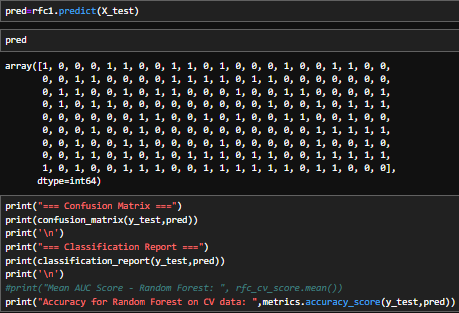 pred=rfc1.predict(X_test)
pred
array([1, 0, 0, 0, 1, 1, 0, 0, 1, 1, 0, 1, 0, 0, 0, 1, 0, 0, 1, 1, 0, 0,
0, 0, 1, 1, 0, 0, 0, 0, 1, 1, 1, 1, 0, 1, 1, 0, 0, 0, 0, 0, 0, 0,
0, 1, 1, 0, 0, 1, 0, 1, 1, 0, 0, 0, 1, 0, 0, 1, 1, 0, 0, 0, 0, 1,
0, 1, 0, 1, 1, 0, 0, 0, 0, 0, 0, 0, 0, 0, 0, 1, 0, 0, 0, 1, 1, 1,
0, 0, 0, 0, 0, 0, 0, 0, 1, 1, 0, 0, 1, 0, 0, 0, 1, 0, 1, 0, 0, 0,
0, 0, 0, 1, 0, 0, 1, 0, 0, 0, 0, 0, 0, 0, 0, 0, 0, 1, 1, 1, 1, 1,
0, 0, 1, 0, 0, 1, 1, 0, 1, 0, 0, 0, 0, 1, 0, 1, 0, 0, 1, 1, 0, 0,
0, 0, 1, 1, 0, 1, 0, 1, 0, 0, 1, 1, 0, 1, 1, 0, 0, 1, 1, 1, 1, 1,
1, 0, 1, 0, 0, 1, 1, 1, 0, 0, 1, 1, 1, 1, 1, 1, 0, 1, 1, 0, 0, 0, 0],
dtype=int64)
print("=== Confusion Matrix ===")
print(confusion_matrix(y_test,pred))
print('\n')
print("=== Classification Report ===")
print(classification_report(y_test,pred))
print('\n')
#print("Mean AUC Score - Random Forest: ", rfc_cv_score.mean())
print("Accuracy for Random Forest on CV data: ",metrics.accuracy_score(y_test,pred))